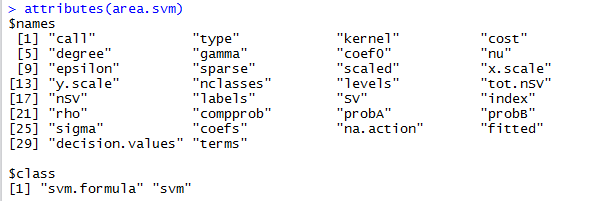 > attributes(area.svm)
$names
 [1] "call"            "type"            "kernel"          "cost"
 [5] "degree"          "gamma"           "coef0"           "nu"
 [9] "epsilon"         "sparse"          "scaled"          "x.scale"
[13] "y.scale"         "nclasses"        "levels"          "tot.nSV"
[17] "nSV"             "labels"          "SV"              "index"
[21] "rho"             "compprob"        "probA"           "probB"
[25] "sigma"           "coefs"           "na.action"       "fitted"
[29] "decision.values" "terms"
$class
[1] "svm.formula" "svm"